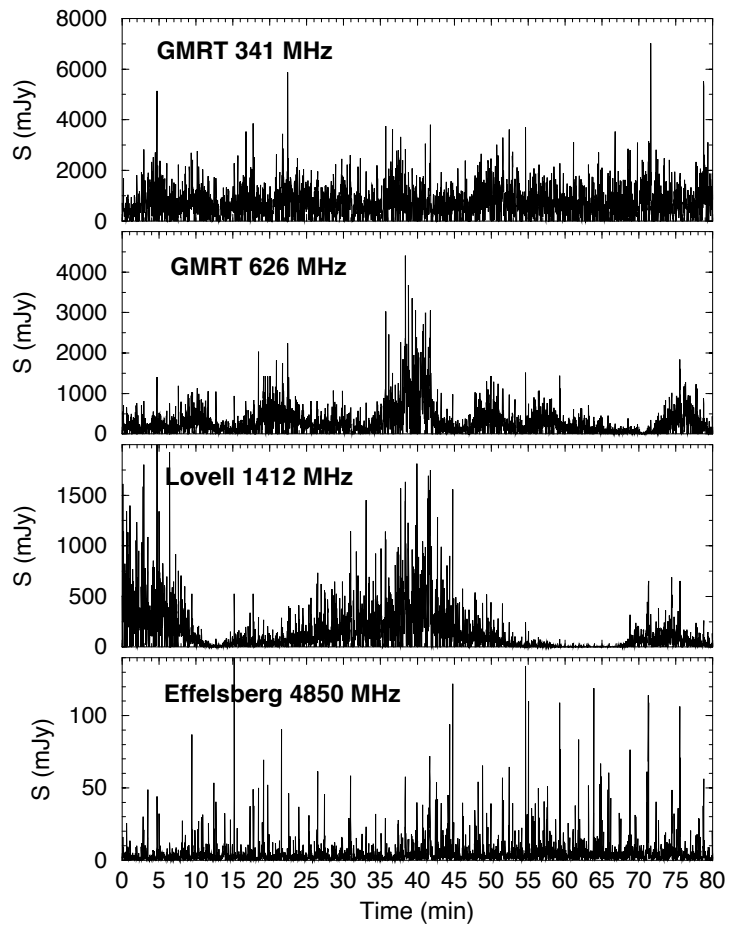 8000
GMRT 341 MHz
6000
4000
2000
0
S (mJy)
GMRT 626 MHz
4000
3000
2000
1000
0
S (mJy)
Lovell 1412 MHz
1500
1000
500
0
S (mJy)
Effelsberg 4850 MHz
100
50
0
S (mJy)
0 5 10 15 20 25 30 35 40 45 50 55 60 65 70 75 80
Time (min)